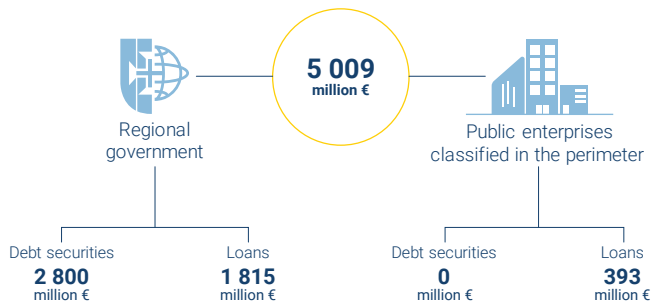 5 009
million €
Regional
government
Public enterprises
classified in the perimeter
Debt securities
2 800
million €
Loans
1 815
million €
Debt securities
0
million €
Loans
393
million €